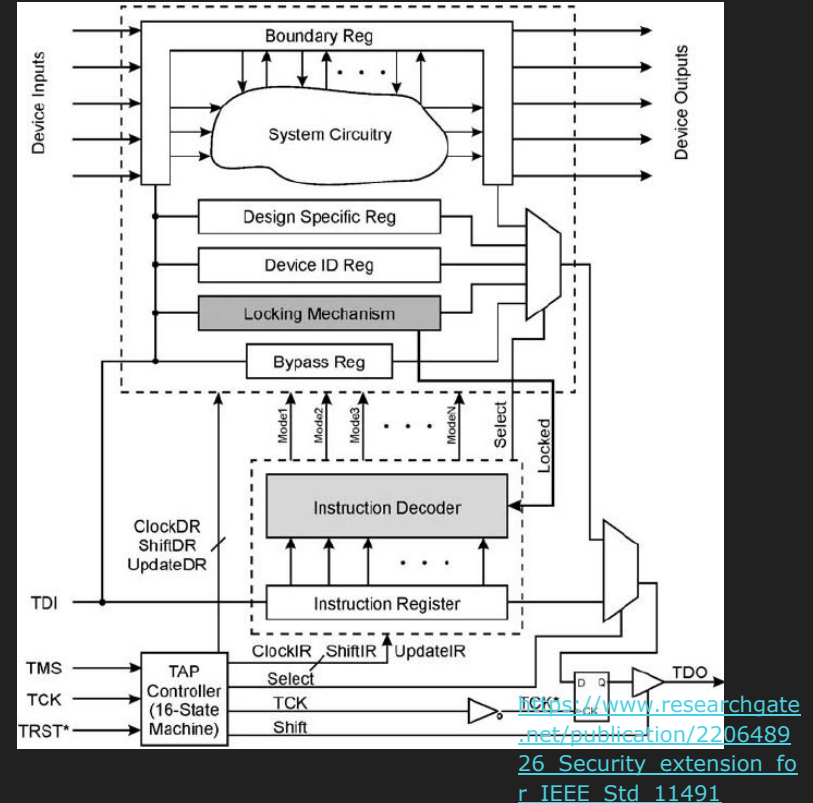 Boundary Reg
Device Inputs
Device Outputs
System Circuitry
Design Specific Reg
Device ID Reg
Locking Mechanism
Bypass Reg
Mode1
Mode2
Mode3
ModeN
Select
Locked
Instruction Decoder
ClockDR
ShiftDR
UpdateDR
TDI
Instruction Register
ClockIR ShiftIR UpdateIR
TMS
TCK
TRST*
TAP
Controller
(16-State
Machine)
Select
TCK
Shift
TCK*
D Q
CK
TDO
https://www.researchgate
.net/publication/2206489
26_Security_extension_fo
r_IEEE_Std_11491